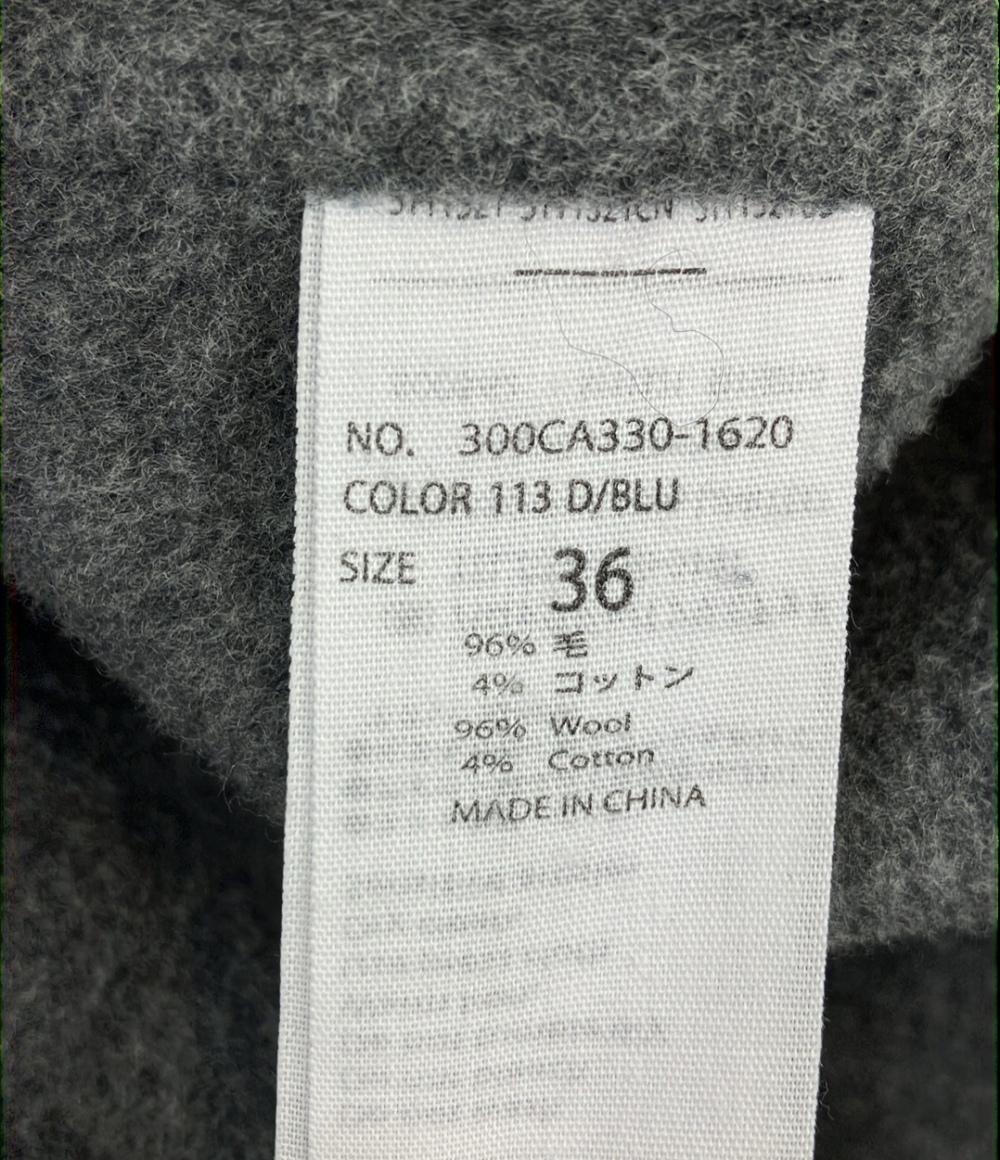 NO. 300CA330-1620
COLOR 113 D/BLU
SIZE 36
96% 毛
4% コットン
96% Wool
4% Cotton
MADE IN CHINA